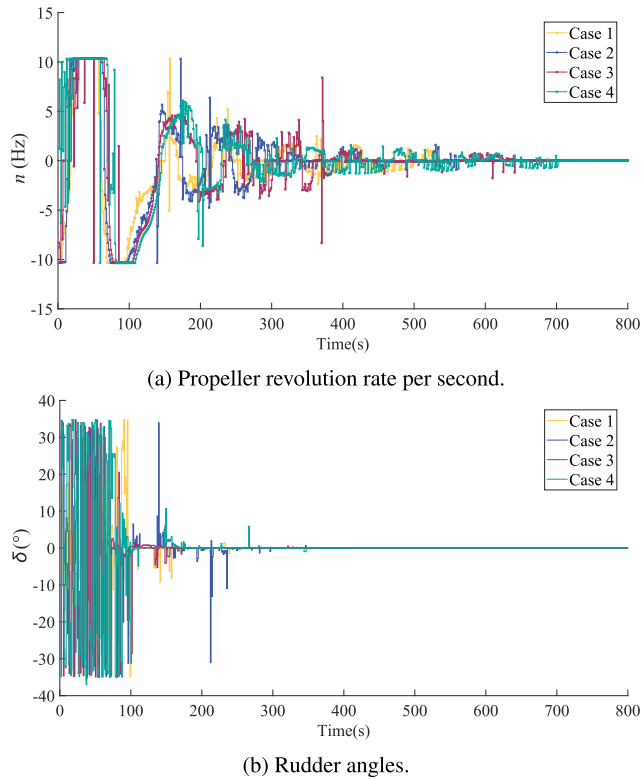 15
10
5
0
-5
-10
-15
n (Hz)
Case 1
Case 2
Case 3
Case 4
0 100 200 300 400 500 600 700 800
Time(s)
(a) Propeller revolution rate per second.
40
30
20
10
0
-10
-20
-30
-40
δ (°)
Case 1
Case 2
Case 3
Case 4
0 100 200 300 400 500 600 700 800
Time(s)
(b) Rudder angles.